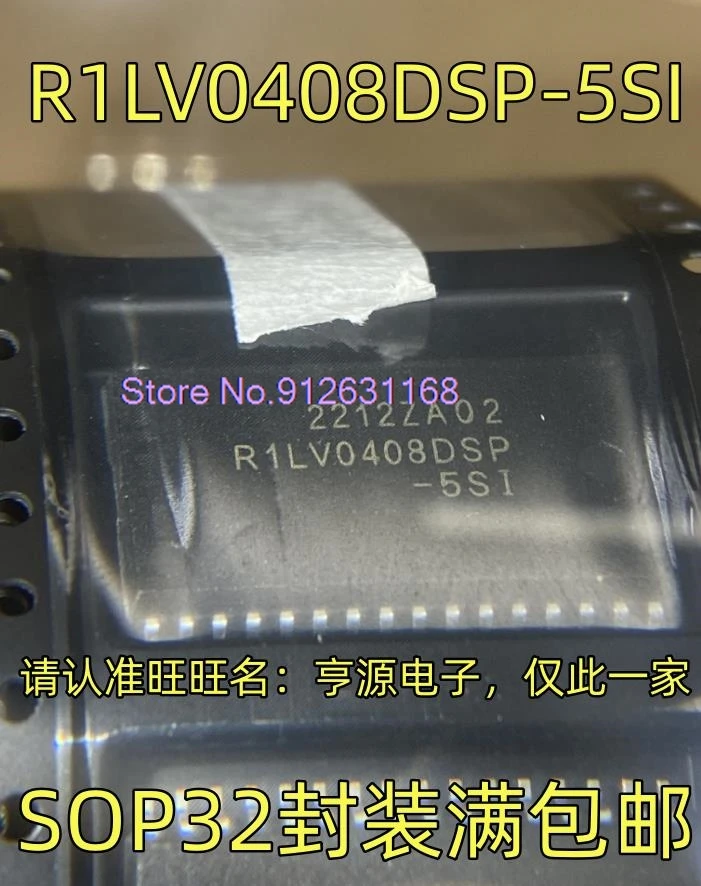 R1LV0408DSP-5SI
Store No.912631168
2212ZA02
R1LV0408DSP
-5SI
请认准旺旺名：亨源电子，仅此一家
SOP32封装满包邮